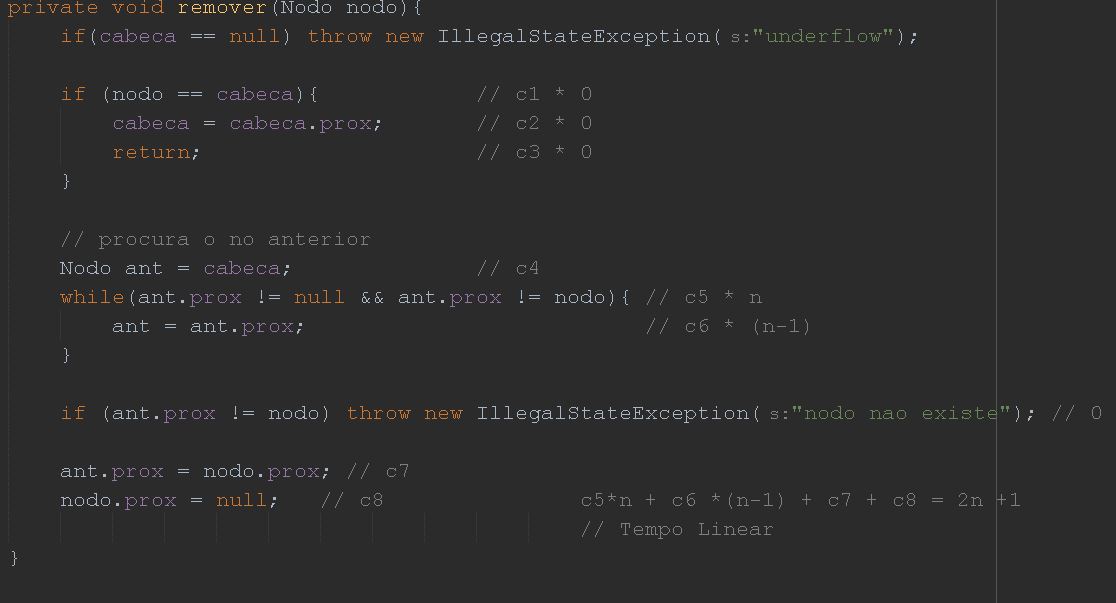 private void remover(Nodo nodo){
if(cabeca == null) throw new IllegalStateException( s:"underflow");
if (nodo == cabeca){ // c1 * 0
cabeca = cabeca.prox; // c2 * 0
return; // c3 * 0
}
// procura o no anterior
Nodo ant = cabeca; // c4
while(ant.prox != null && ant.prox != nodo){ // c5 * n
ant = ant.prox; // c6 * (n-1)
}
if (ant.prox != nodo) throw new IllegalStateException( s:"nodo nao existe"); // 0
ant.prox = nodo.prox; // c7
nodo.prox = null; // c8 c5*n + c6 *(n-1) + c7 + c8 = 2n +1
// Tempo Linear
}